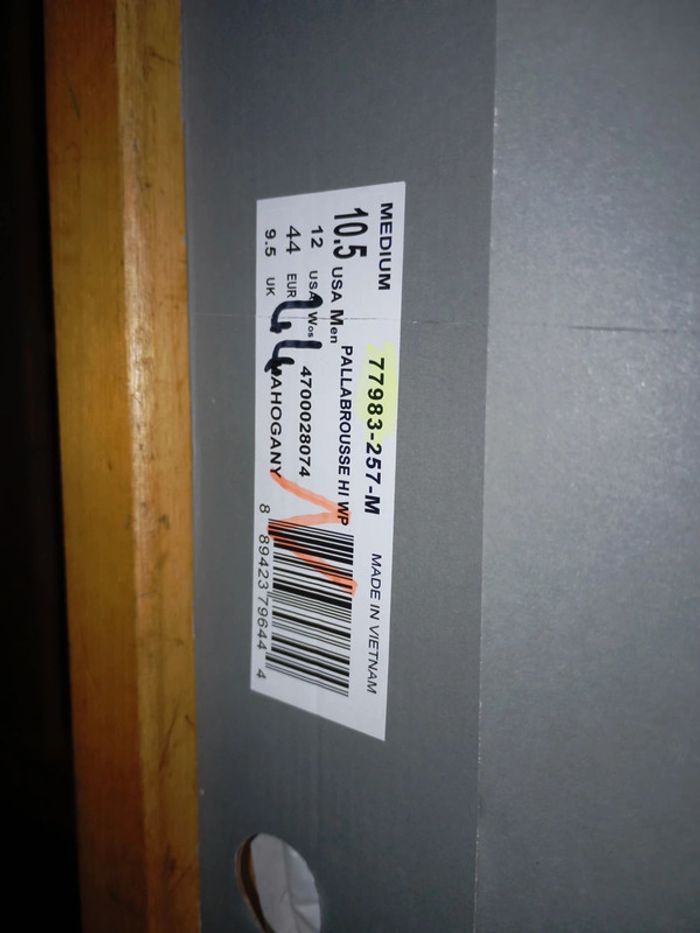 MEDIUM 77983-257-M MADE IN VIETNAM
10.5 USA Men PALLABROUSSE HI WP
12 USA Wos 4700028074
44 EUR 44
9.5 UK MAHOGANY
8 89423 79644 4